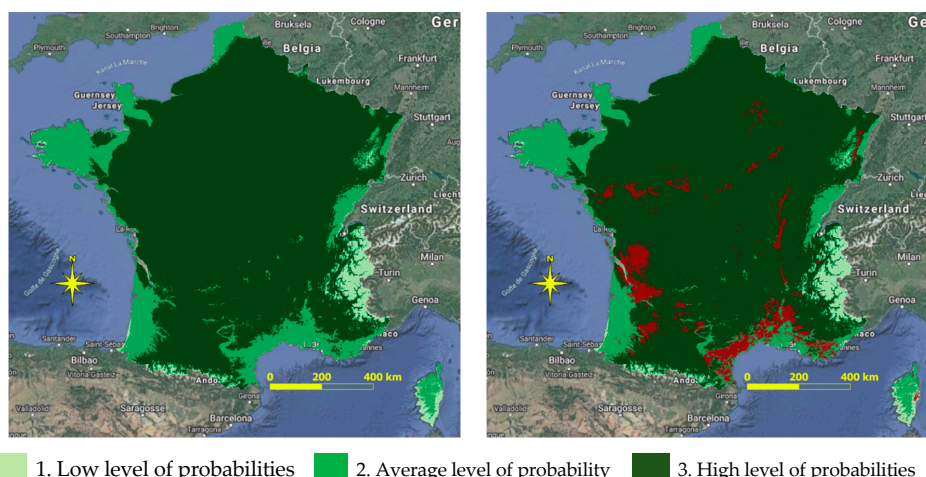 Bruksela
Cologne
Ger
Brighton
Southampton
Plymouth
Belgia
Frankfurt
Kanal La Manche
Lukembourg
Mannheim
Guernsey
Jersey
Stuttgart
Zurich
Switzerland
Golfe de Gascogne
N
Milan
Turin
Genoa
Santander
Bilbao
Vitoria-Gasteiz
Ando
Girona
0 200 400 km
Valladolid
Saragosse
Barcelona
Tarragona
Bruksela
Cologne
Ger
Brighton
Southampton
Plymouth
Belgia
Frankfurt
Kanal La Manche
Lukembourg
Mannheim
Guernsey
Jersey
Stuttgart
Zurich
Liecht
Switzerland
Golfe de Gascogne
N
Milan
Turin
Genoa
Santander
Bilbao
Vitoria-Gasteiz
Ando
Girona
0 200 400 km
Valladolid
Saragosse
Barcelona
Tarragona
1. Low level of probabilities
2. Average level of probability
3. High level of probabilities